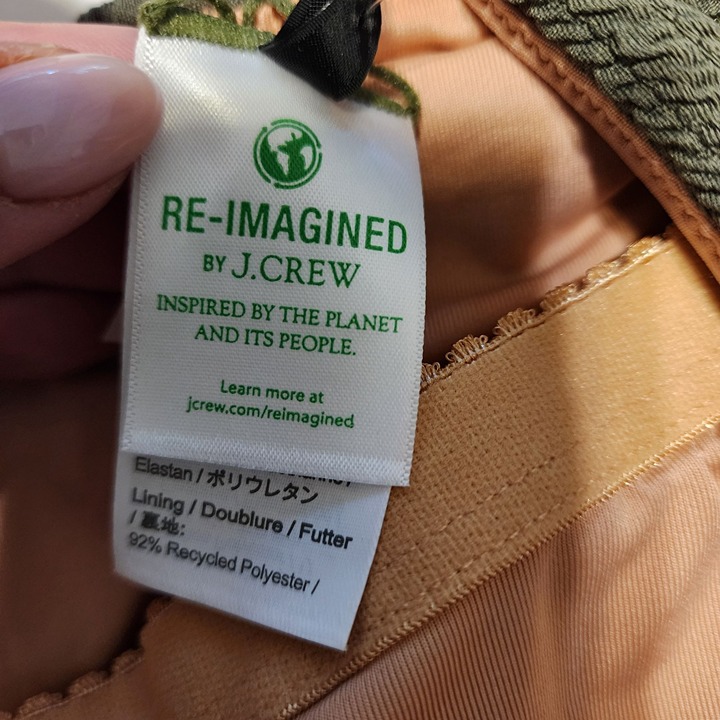 RE-IMAGINED
BY J.CREW
INSPIRED BY THE PLANET
AND ITS PEOPLE.
Learn more at
jcrew.com/reimagined
Elastan / ポリウレタン
Lining / Doublure / Futter
/ 裏地:
92% Recycled Polyester /